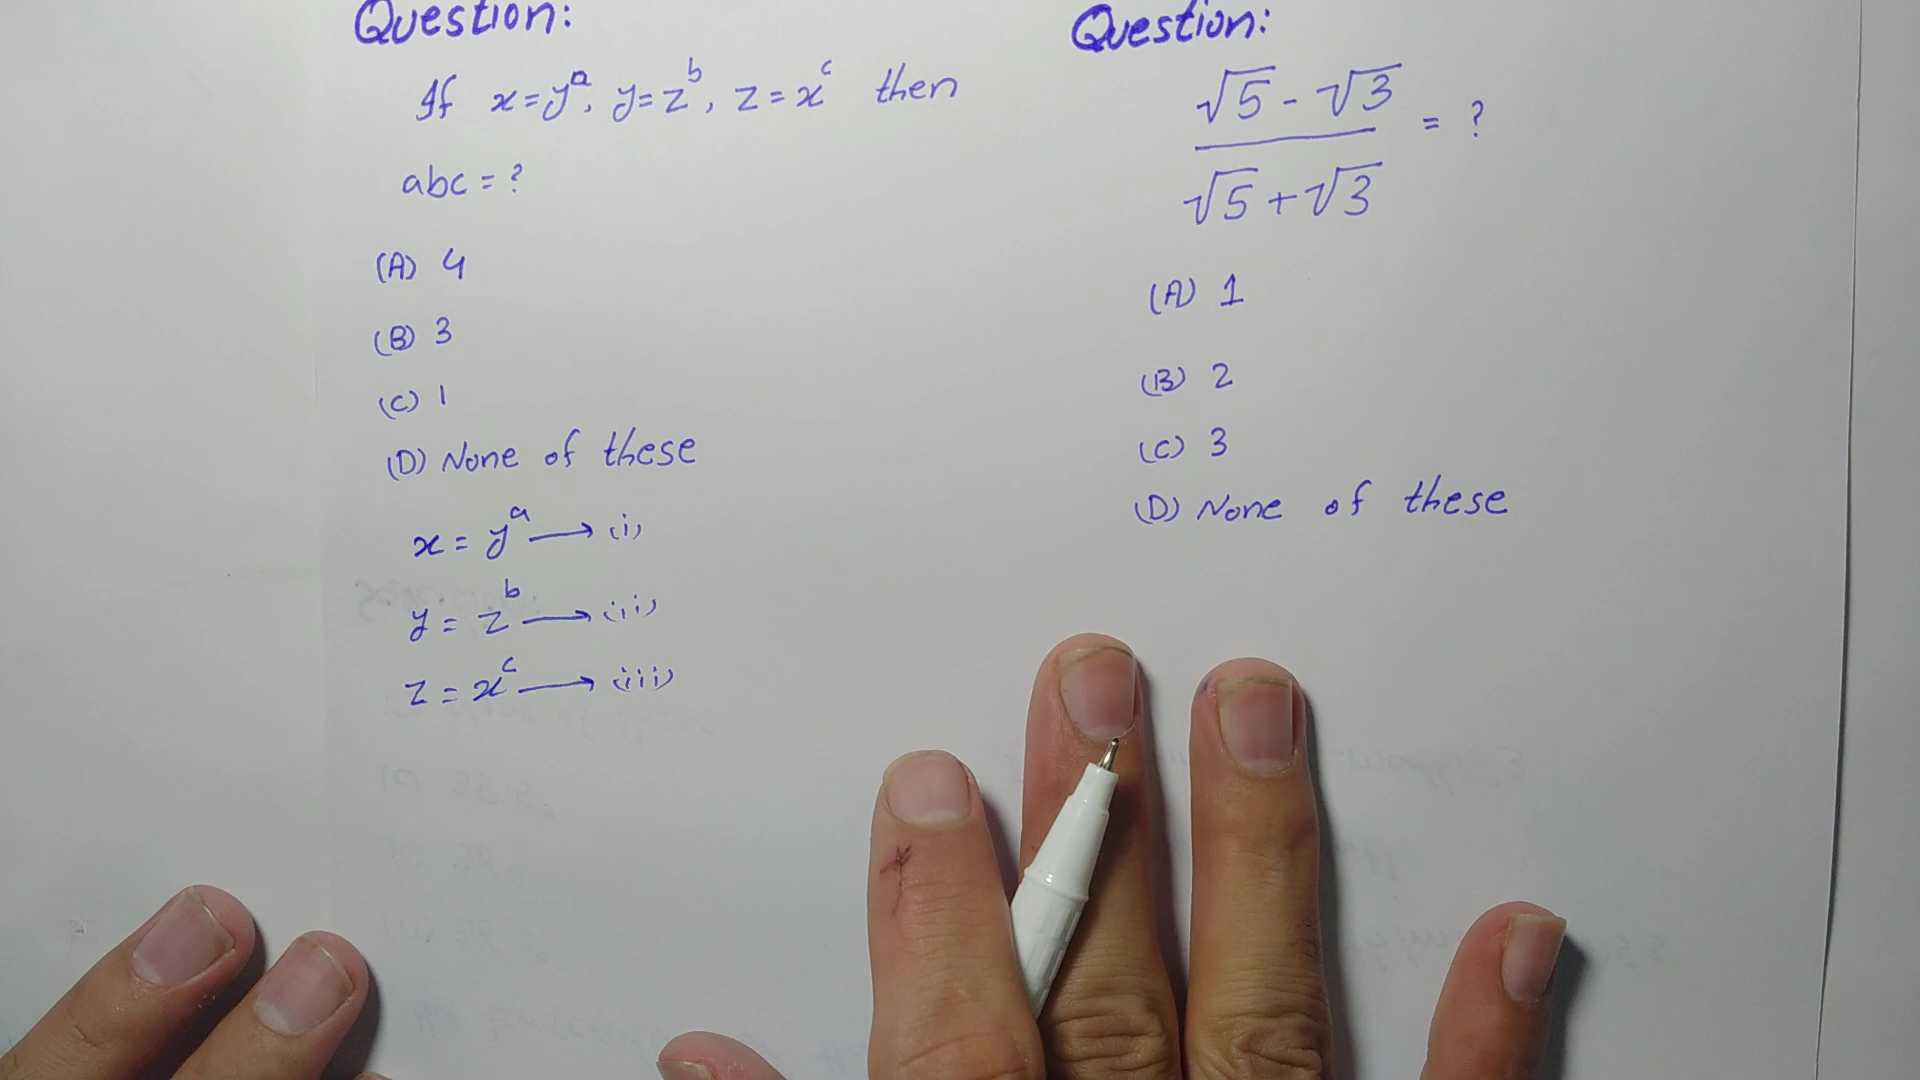 Question:
If x = y^a, y = z^b, z = x^c then
abc = ?
(A) 4
(B) 3
(C) 1
(D) None of these
x = y^a → (i)
y = z^b → (ii)
z = x^c → (iii)
Question:
√5 - √3
= ?
√5 + √3
(A) 1
(B) 2
(C) 3
(D) None of these